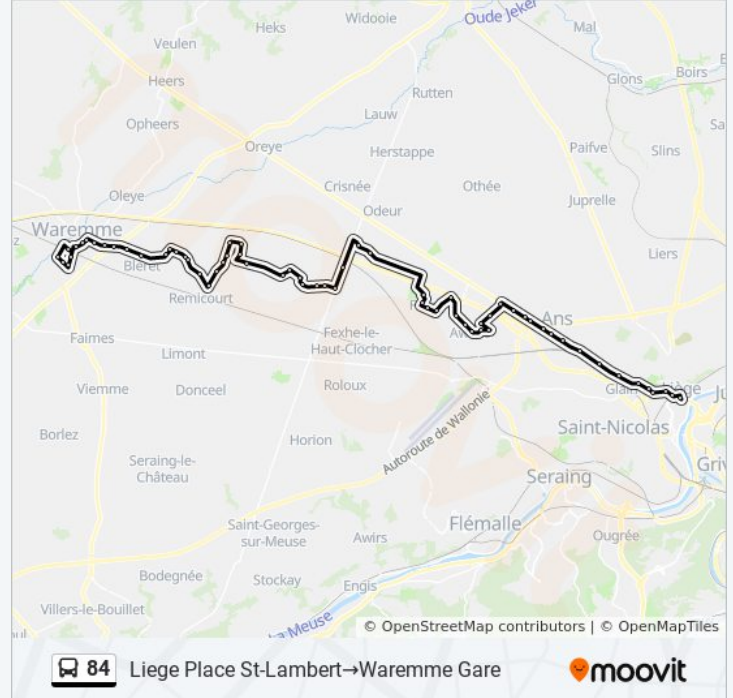 Widooie
Oude Jeker
Heks
Mal
Veulen
Glons
Boirs
Heers
Rutten
Lauw
Opheers
Oreye
Herstappe
Paifve
Slins
Crisnée
Othée
Oleye
Juprelle
Odeur
Waremme
Liers
Bleret
Remicourt
Ans
Faimes
Fexhe-le-
Haut-Clocher
Limont
Viemme
Donceel
Roloux
Glain
Saint-Nicolas
Borlez
Horion
Autoroute de Wallonie
Seraing-le-
Château
Seraing
Flémalle
Saint-Georges-
sur-Meuse
Awirs
Ougrée
Bodegnée
Stockay
Engis
Villers-le-Bouillet
La Meuse
© OpenStreetMap contributors | © OpenMapTiles
84 Liege Place St-Lambert→Waremme Gare
moovit